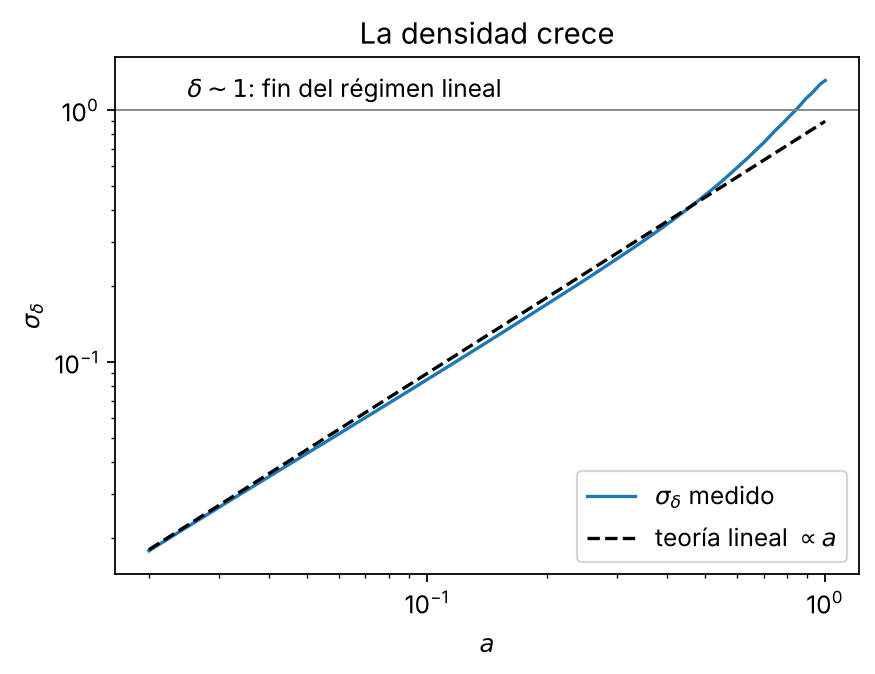 La densidad crece
δ ∼ 1: fin del régimen lineal
10⁰
10⁻¹
σ_δ
σ_δ medido
teoría lineal ∝ a
10⁻¹
10⁰
a